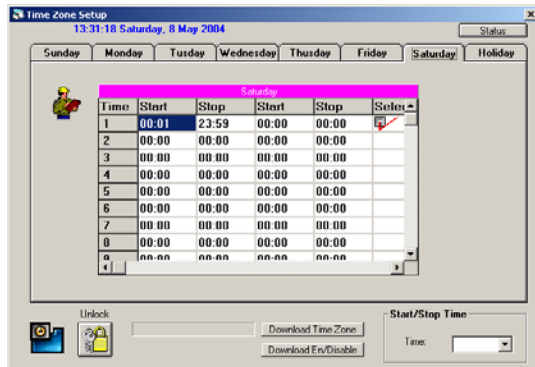 Time Zone Setup
13:31:18 Saturday, 8 May 2004
Status
Sunday Monday Tusday Wednesday Thusday Friday Saturday Holiday
Saturday
Time Start Stop Start Stop
1 00:01 23:59 00:00 00:00
2 00:00 00:00 00:00 00:00
3 00:00 00:00 00:00 00:00
4 00:00 00:00 00:00 00:00
5 00:00 00:00 00:00 00:00
6 00:00 00:00 00:00 00:00
7 00:00 00:00 00:00 00:00
8 00:00 00:00 00:00 00:00
Unlock
Download Time Zone
Download En/Disable
Start/Stop Time
Time: